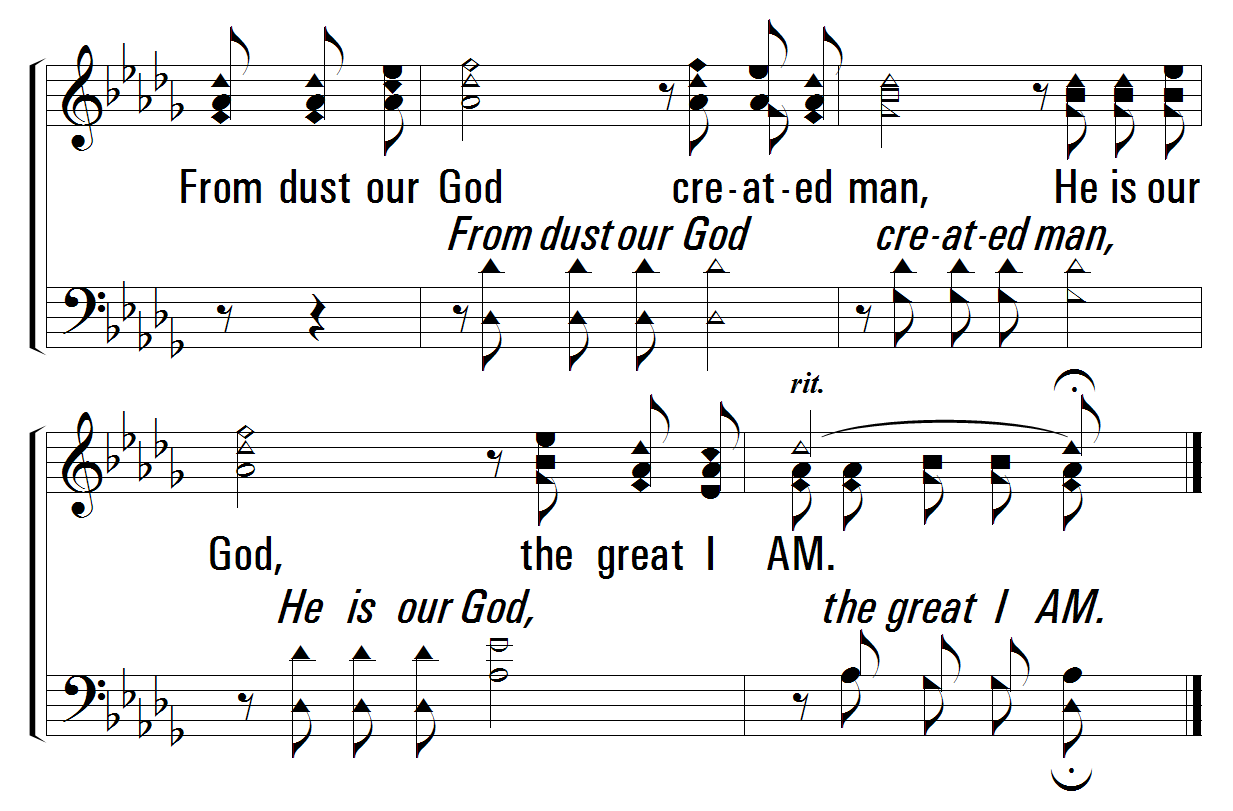 From dust our God cre - at - ed man, He is our
From dust our God cre - at - ed man,
rit.
God, the great I AM.
He is our God, the great I AM.